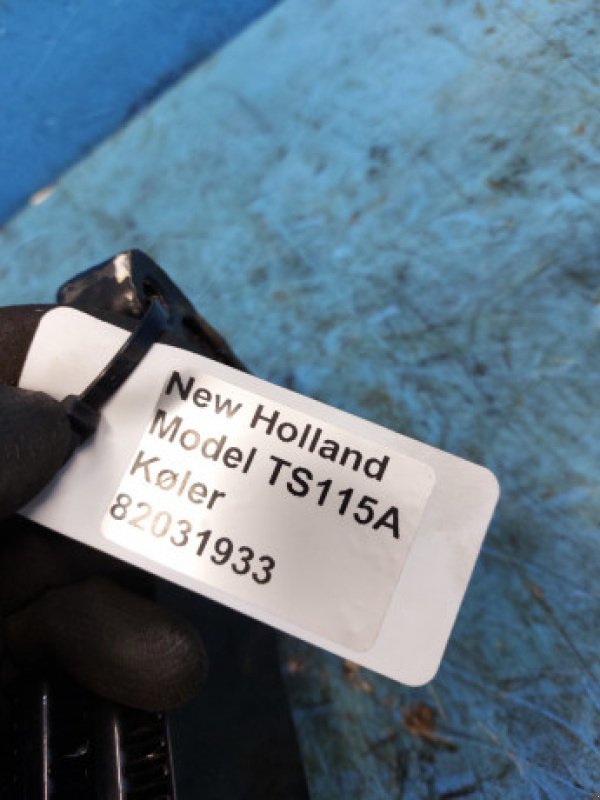 New Holland
Model TS115A
Køler
82031933